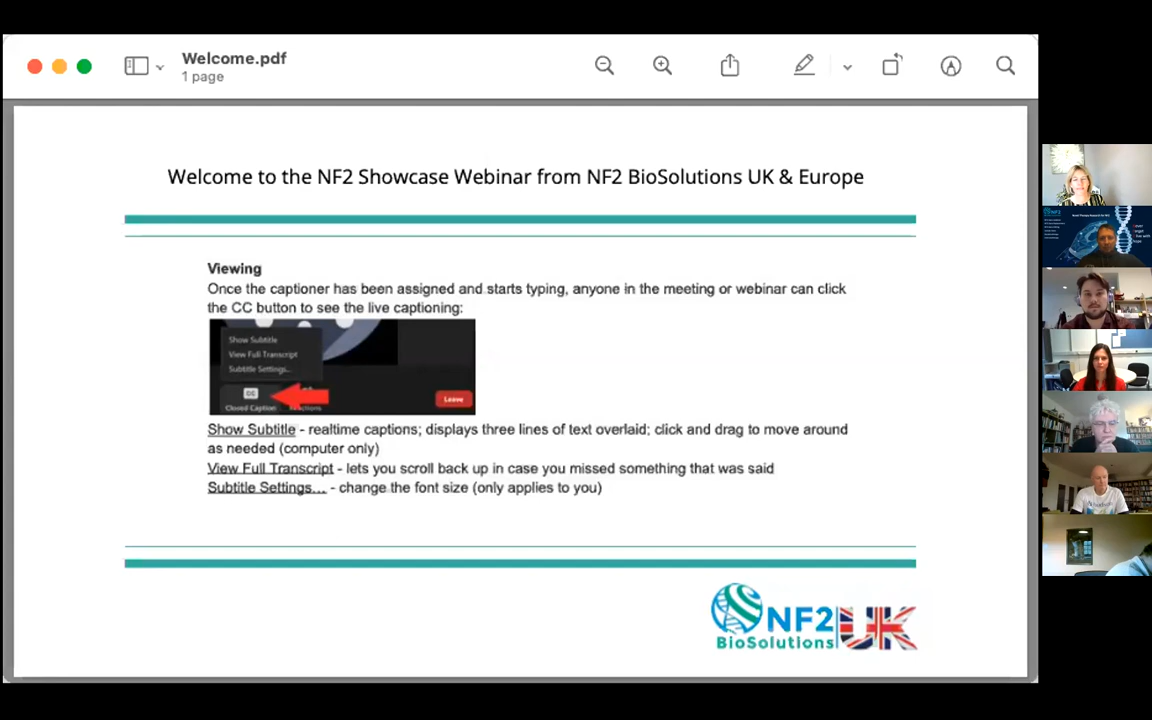 Welcome.pdf
1 page
Welcome to the NF2 Showcase Webinar from NF2 BioSolutions UK & Europe
Viewing
Once the captioner has been assigned and starts typing, anyone in the meeting or webinar can click
the CC button to see the live captioning:
Show Subtitle
View Full Transcript
Subtitle Settings...
CC
Closed Caption
Leave
Show Subtitle - realtime captions; displays three lines of text overlaid; click and drag to move around
as needed (computer only)
View Full Transcript - lets you scroll back up in case you missed something that was said
Subtitle Settings... - change the font size (only applies to you)
NF2 UK
BioSolutions
NF2